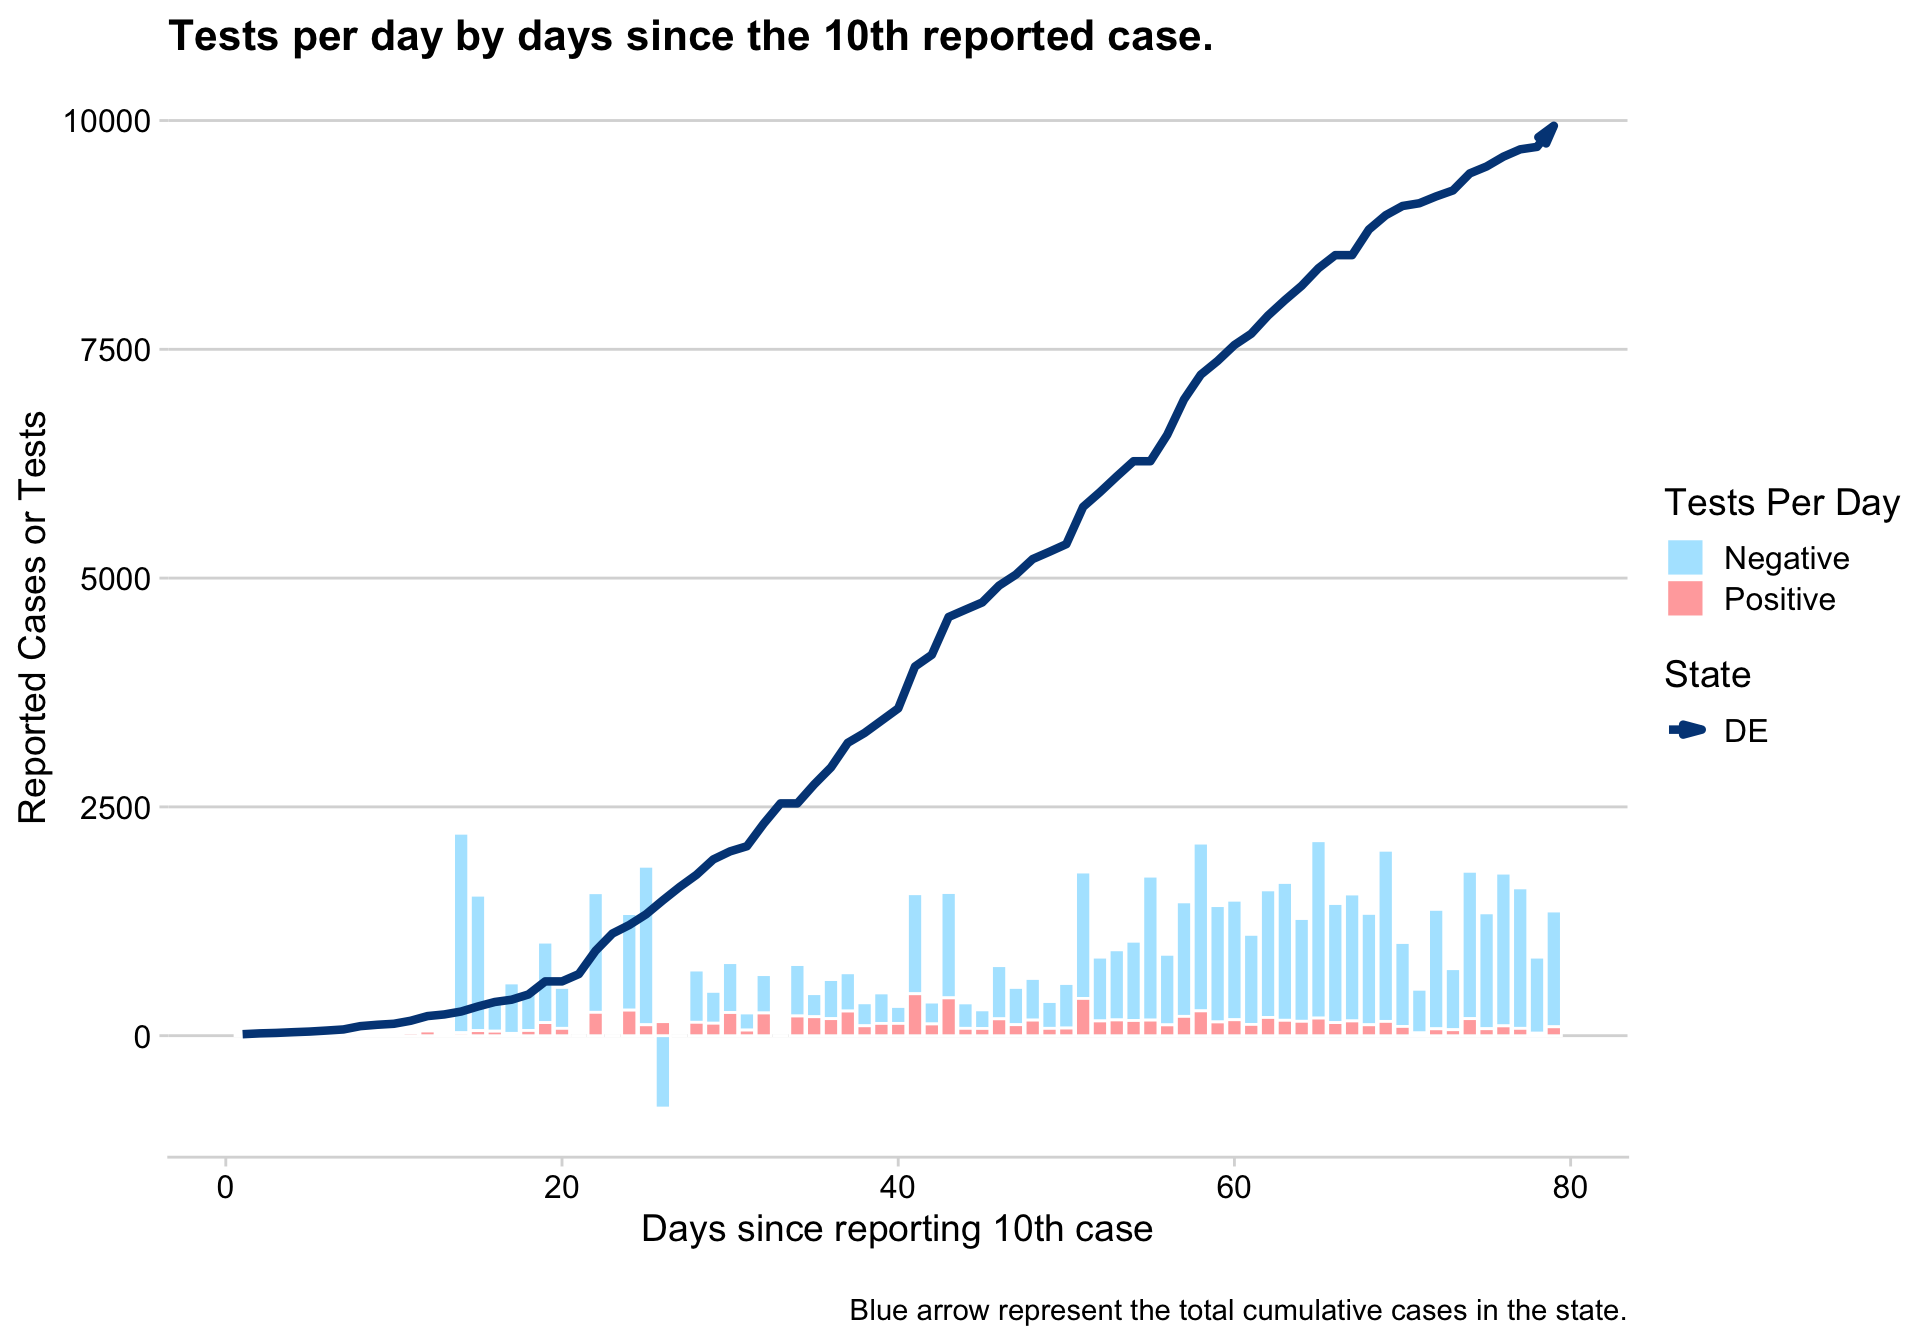 Tests per day by days since the 10th reported case.
10000
7500
5000
2500
0
Reported Cases or Tests
0 20 40 60 80
Days since reporting 10th case
Tests Per Day
Negative
Positive
State
DE
Blue arrow represent the total cumulative cases in the state.